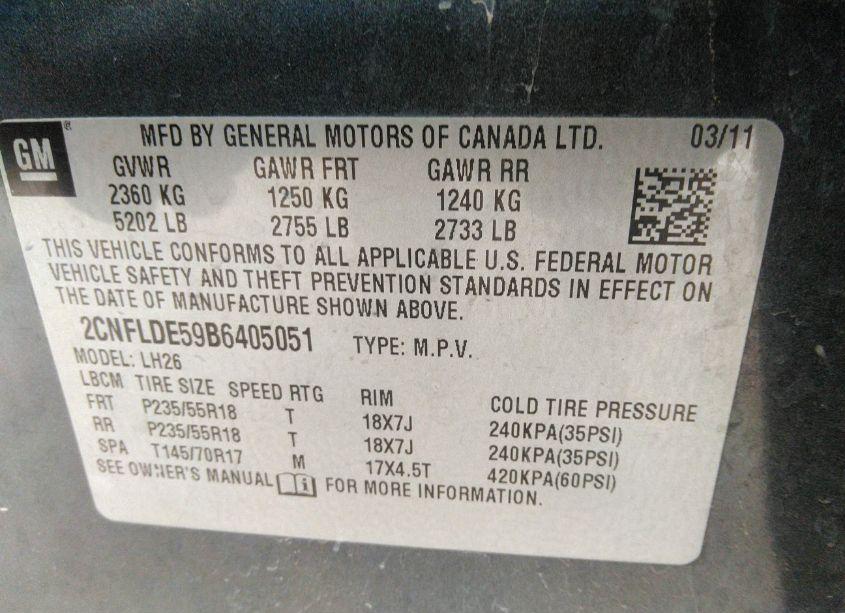 GM
MFD BY GENERAL MOTORS OF CANADA LTD. 03/11
GVWR GAWR FRT GAWR RR
2360 KG 1250 KG 1240 KG
5202 LB 2755 LB 2733 LB
THIS VEHICLE CONFORMS TO ALL APPLICABLE U.S. FEDERAL MOTOR
VEHICLE SAFETY AND THEFT PREVENTION STANDARDS IN EFFECT ON
THE DATE OF MANUFACTURE SHOWN ABOVE.
2CNFLDE59B6405051 TYPE: M.P.V.
MODEL: LH26
LBCM TIRE SIZE SPEED RTG RIM COLD TIRE PRESSURE
FRT P235/55R18 T 18X7J 240KPA(35PSI)
RR P235/55R18 T 18X7J 240KPA(35PSI)
SPA T145/70R17 M 17X4.5T 420KPA(60PSI)
SEE OWNER'S MANUAL i FOR MORE INFORMATION.